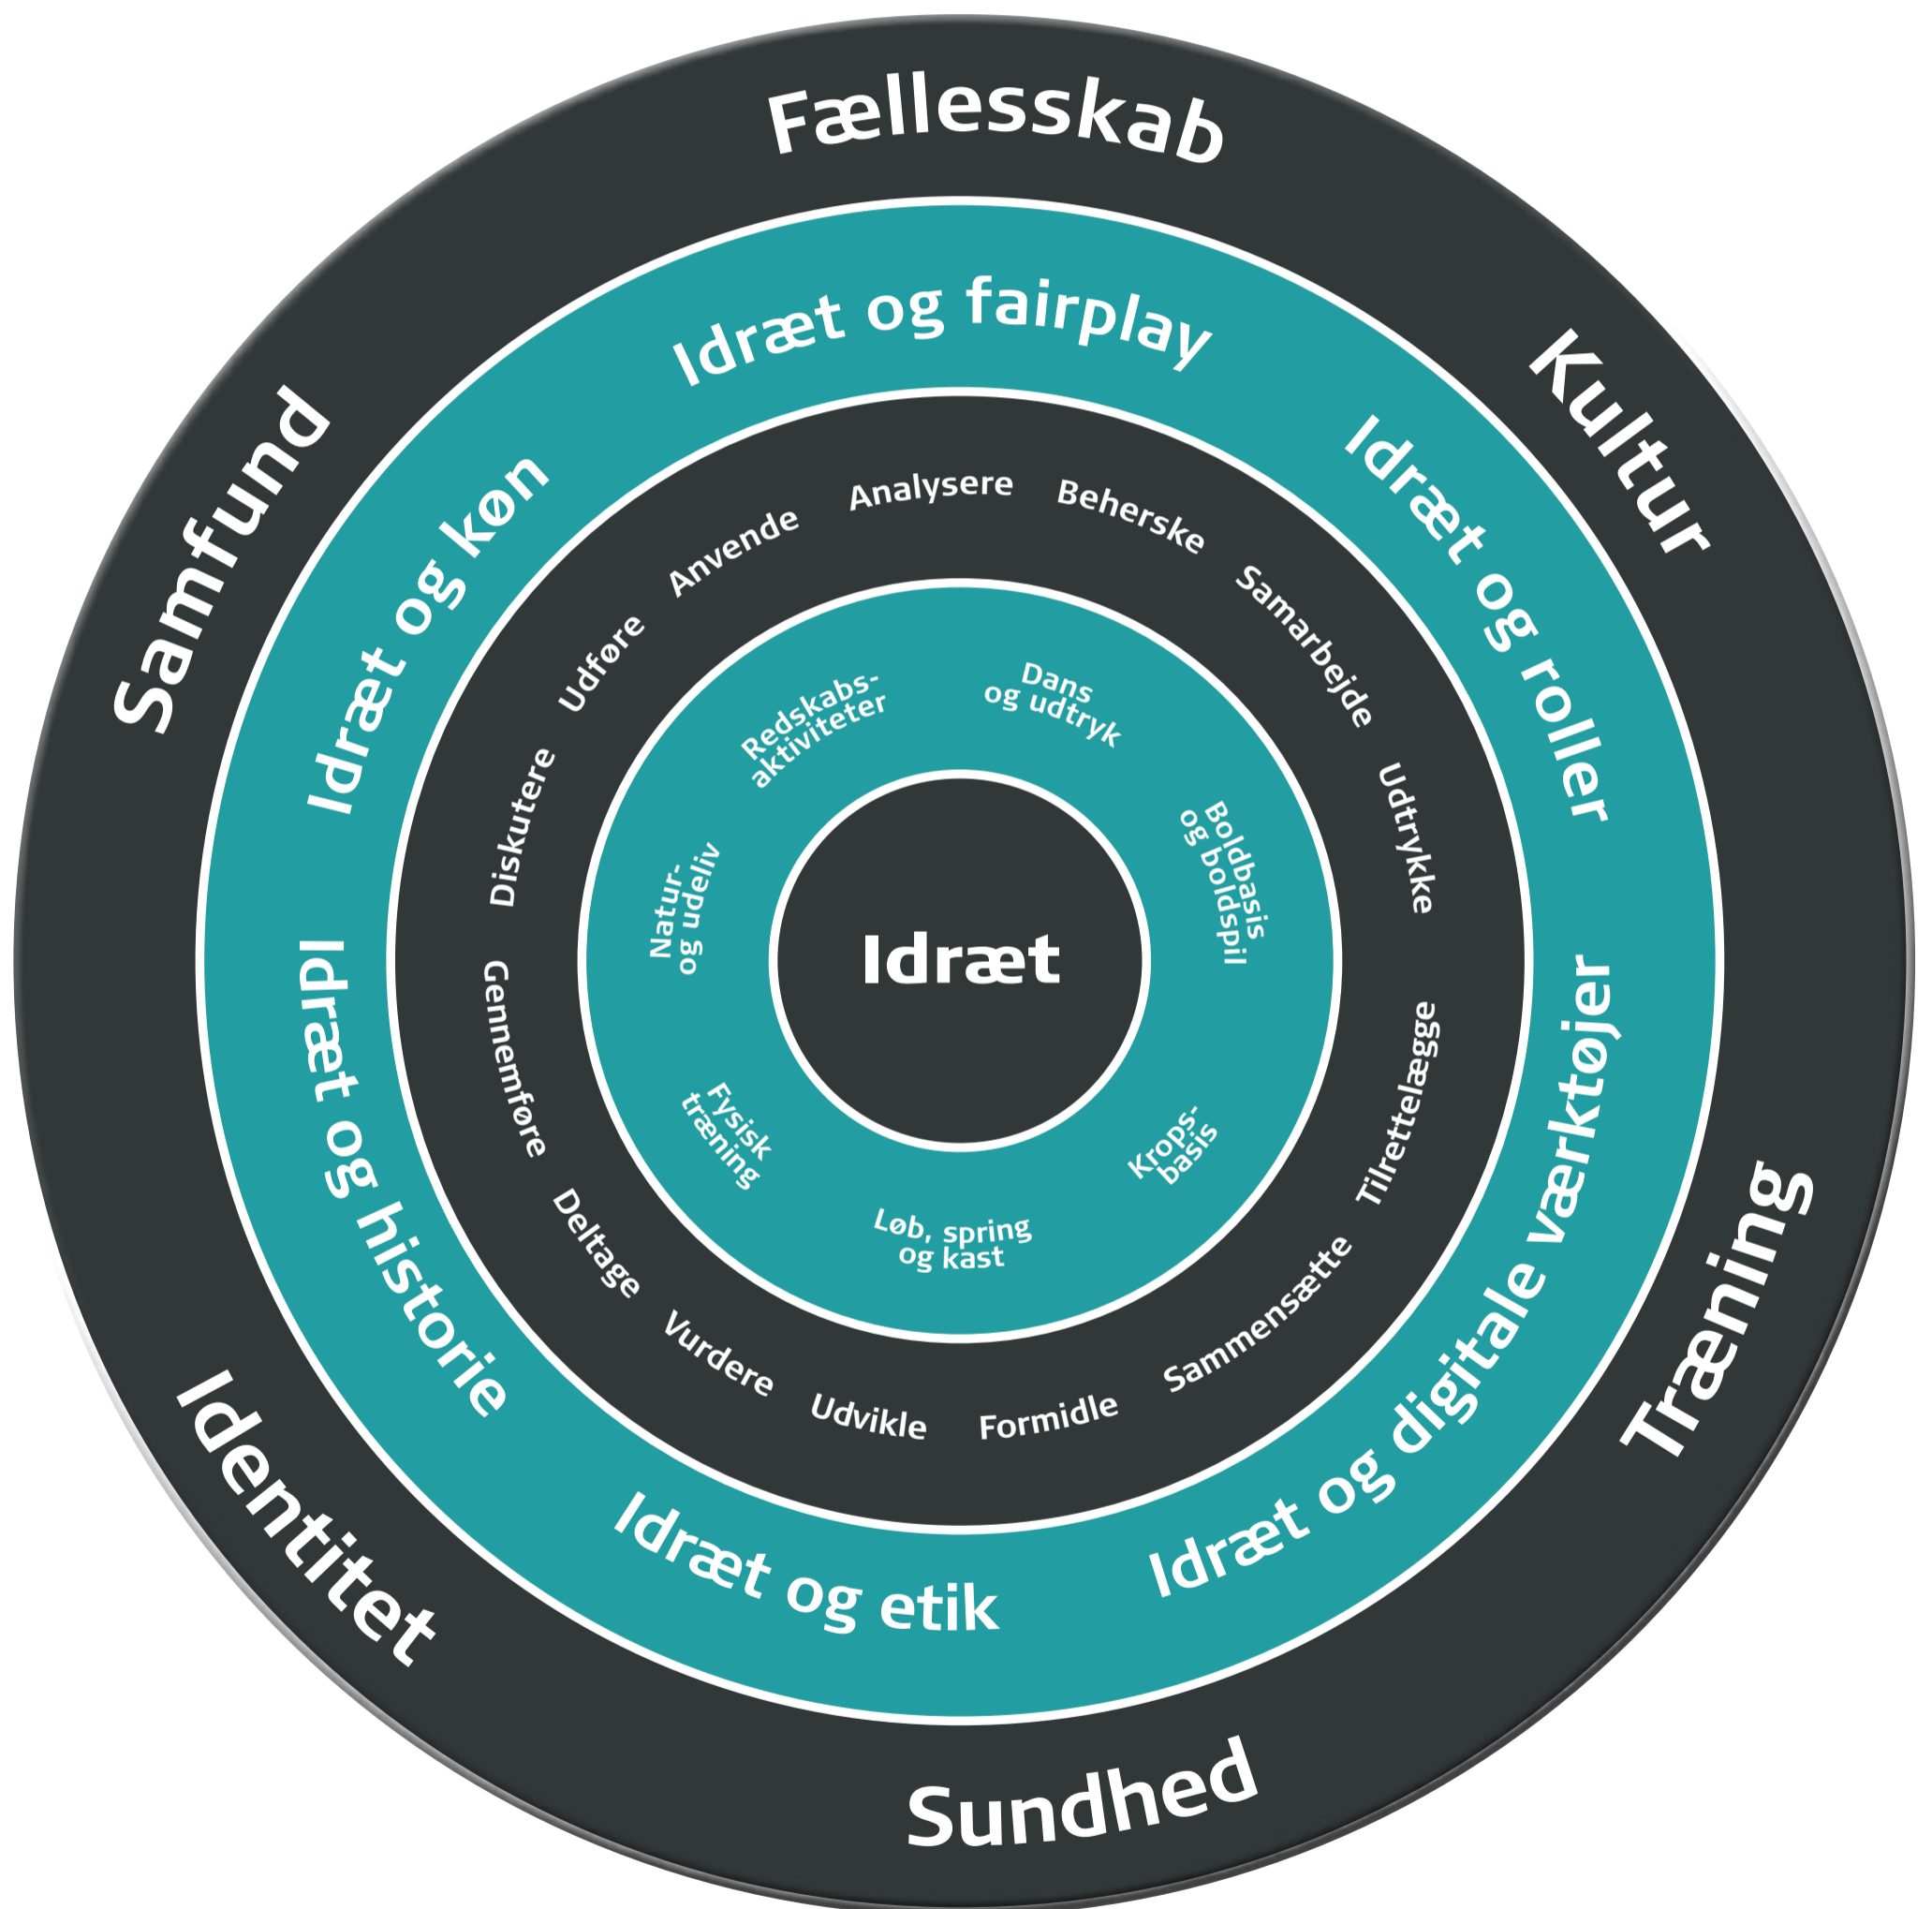 Fællesskab
Kultur
Træning
Sundhed
Identitet
Samfund
Idræt og fairplay
Idræt og roller
Idræt og digitale værktøjer
Idræt og etik
Idræt og historie
Idræt og køn
Analysere
Beherske
Samarbejde
Udtrykke
Tilrettelægge
Sammensætte
Formidle
Udvikle
Vurdere
Deltage
Gennemføre
Diskutere
Udføre
Anvende
Dans
og udtryk
Boldbasis
og boldspil
Krops-
basis
Løb, spring
og kast
Fysisk
træning
Natur-
og udeliv
Redskabs-
aktiviteter
Idræt